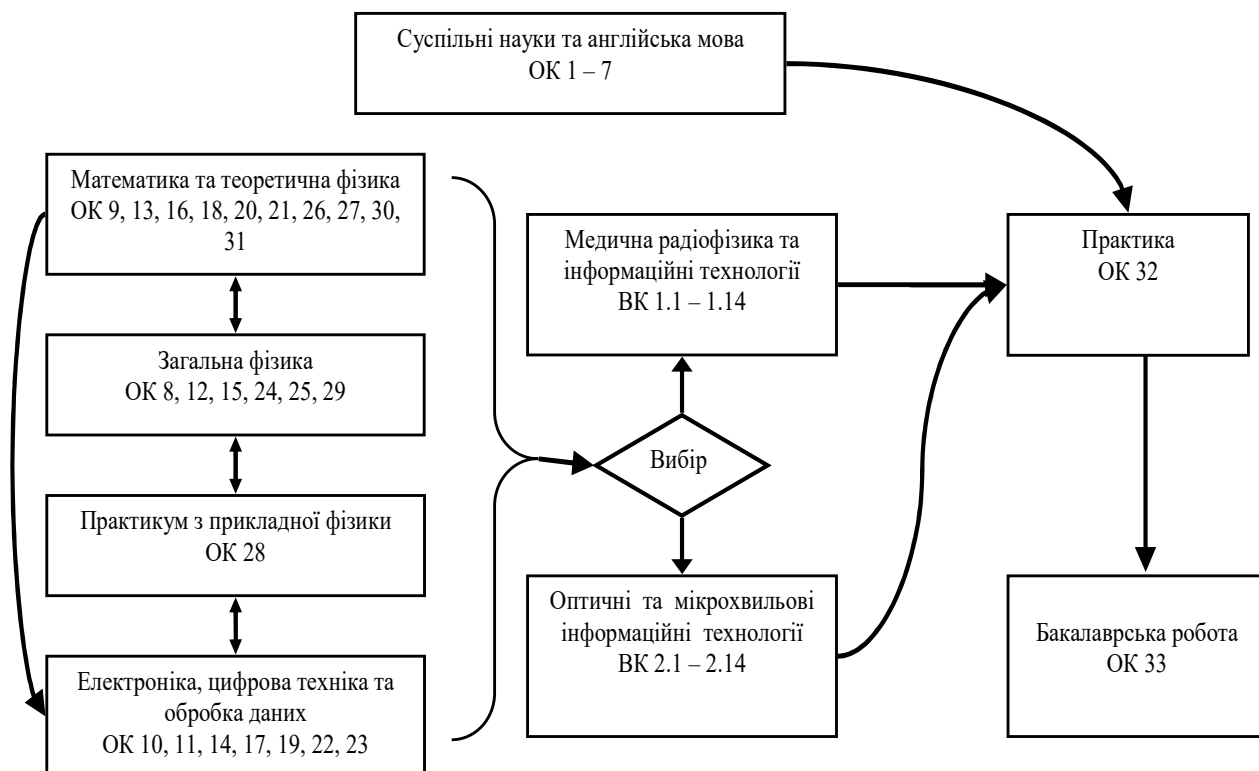 Суспільні науки та англійська мова
ОК 1 – 7
Математика та теоретична фізика
ОК 9, 13, 16, 18, 20, 21, 26, 27, 30,
31
Загальна фізика
ОК 8, 12, 15, 24, 25, 29
Практикум з прикладної фізики
ОК 28
Електроніка, цифрова техніка та
обробка даних
ОК 10, 11, 14, 17, 19, 22, 23
Медична радіофізика та
інформаційні технології
ВК 1.1 – 1.14
Вибір
Оптичні та мікрохвильові
інформаційні технології
ВК 2.1 – 2.14
Практика
ОК 32
Бакалаврська робота
ОК 33